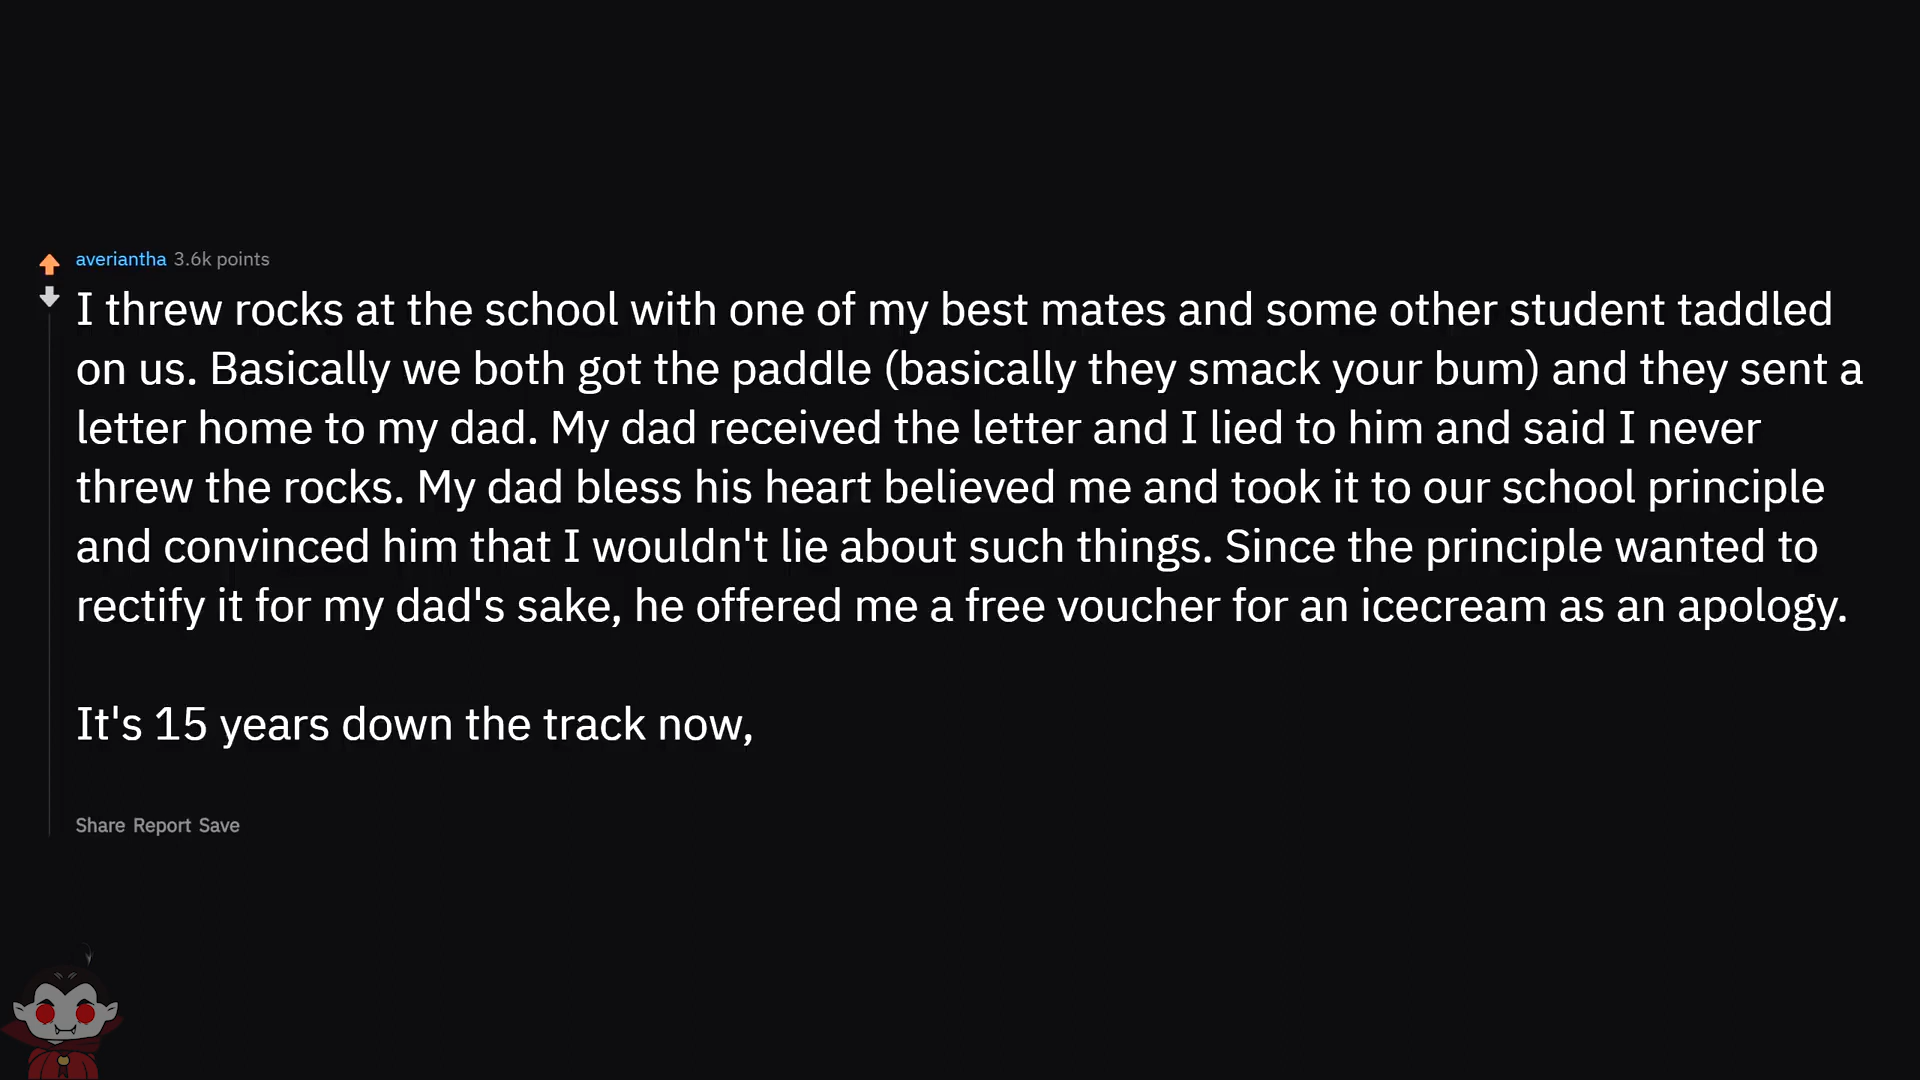 averiantha 3.6k points
I threw rocks at the school with one of my best mates and some other student taddled
on us. Basically we both got the paddle (basically they smack your bum) and they sent a
letter home to my dad. My dad received the letter and I lied to him and said I never
threw the rocks. My dad bless his heart believed me and took it to our school principle
and convinced him that I wouldn't lie about such things. Since the principle wanted to
rectify it for my dad's sake, he offered me a free voucher for an icecream as an apology.
It's 15 years down the track now,
Share Report Save